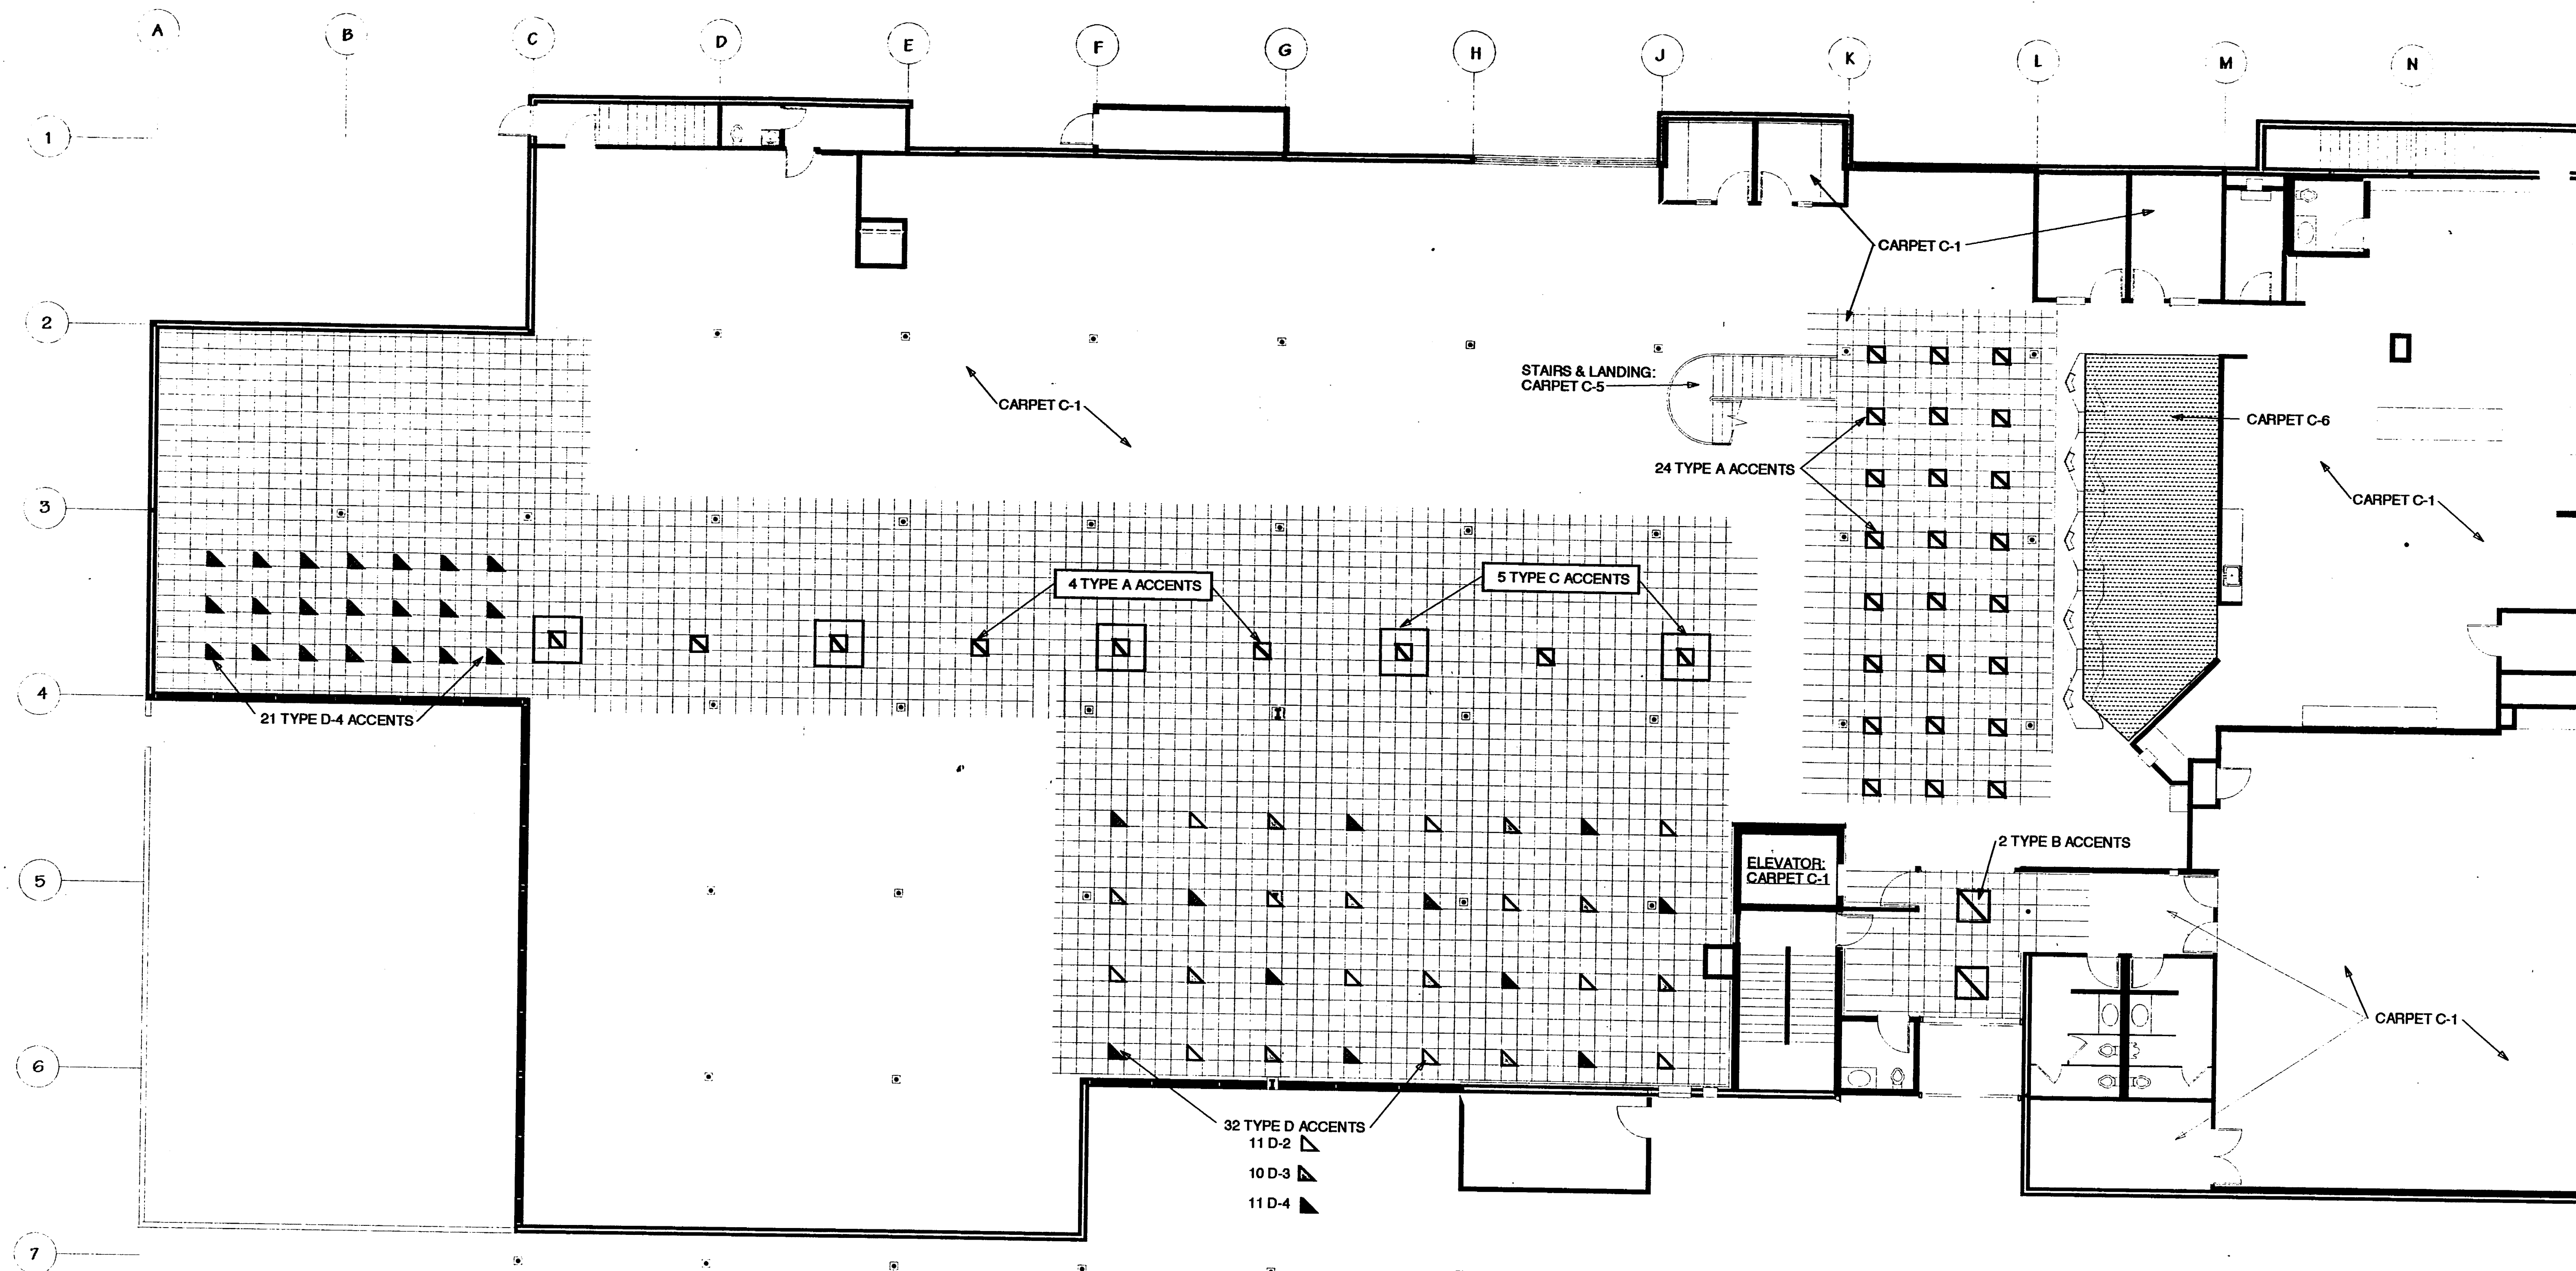 A
B
C
D
E
F
G
H
J
K
L
M
N
1
2
3
4
5
6
7
CARPET C-1
STAIRS & LANDING:
CARPET C-5
CARPET C-1
CARPET C-6
24 TYPE A ACCENTS
CARPET C-1
4 TYPE A ACCENTS
5 TYPE C ACCENTS
21 TYPE D-4 ACCENTS
2 TYPE B ACCENTS
ELEVATOR:
CARPET C-1
CARPET C-1
32 TYPE D ACCENTS
11 D-2
10 D-3
11 D-4